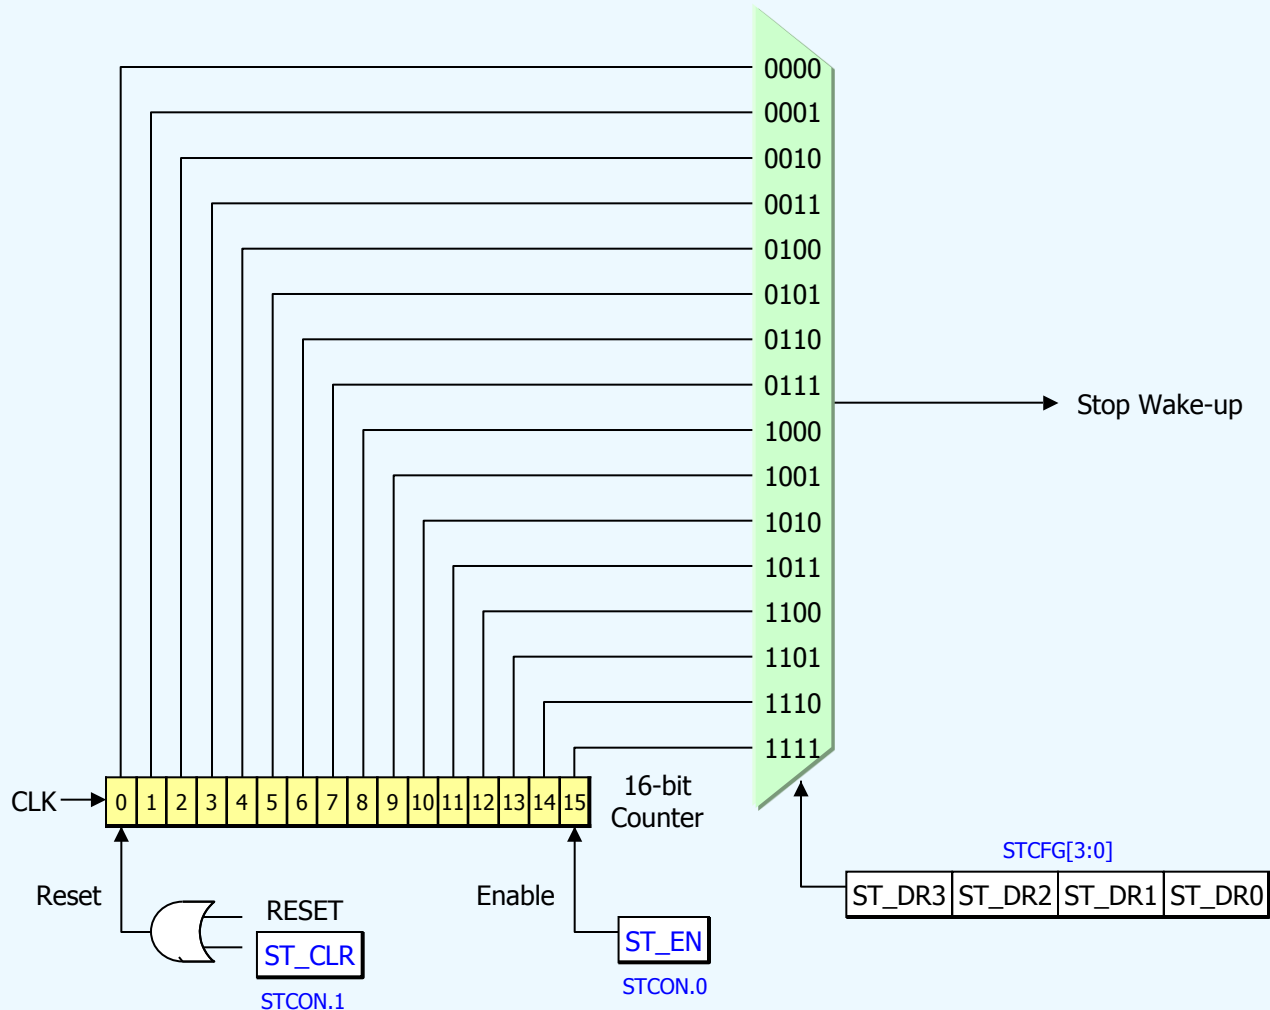 0000
0001
0010
0011
0100
0101
0110
0111
1000
1001
1010
1011
1100
1101
1110
1111
Stop Wake-up
CLK
0 1 2 3 4 5 6 7 8 9 10 11 12 13 14 15
16-bit
Counter
Reset
RESET
ST_CLR
STCON.1
Enable
ST_EN
STCON.0
STCFG[3:0]
ST_DR3 ST_DR2 ST_DR1 ST_DR0